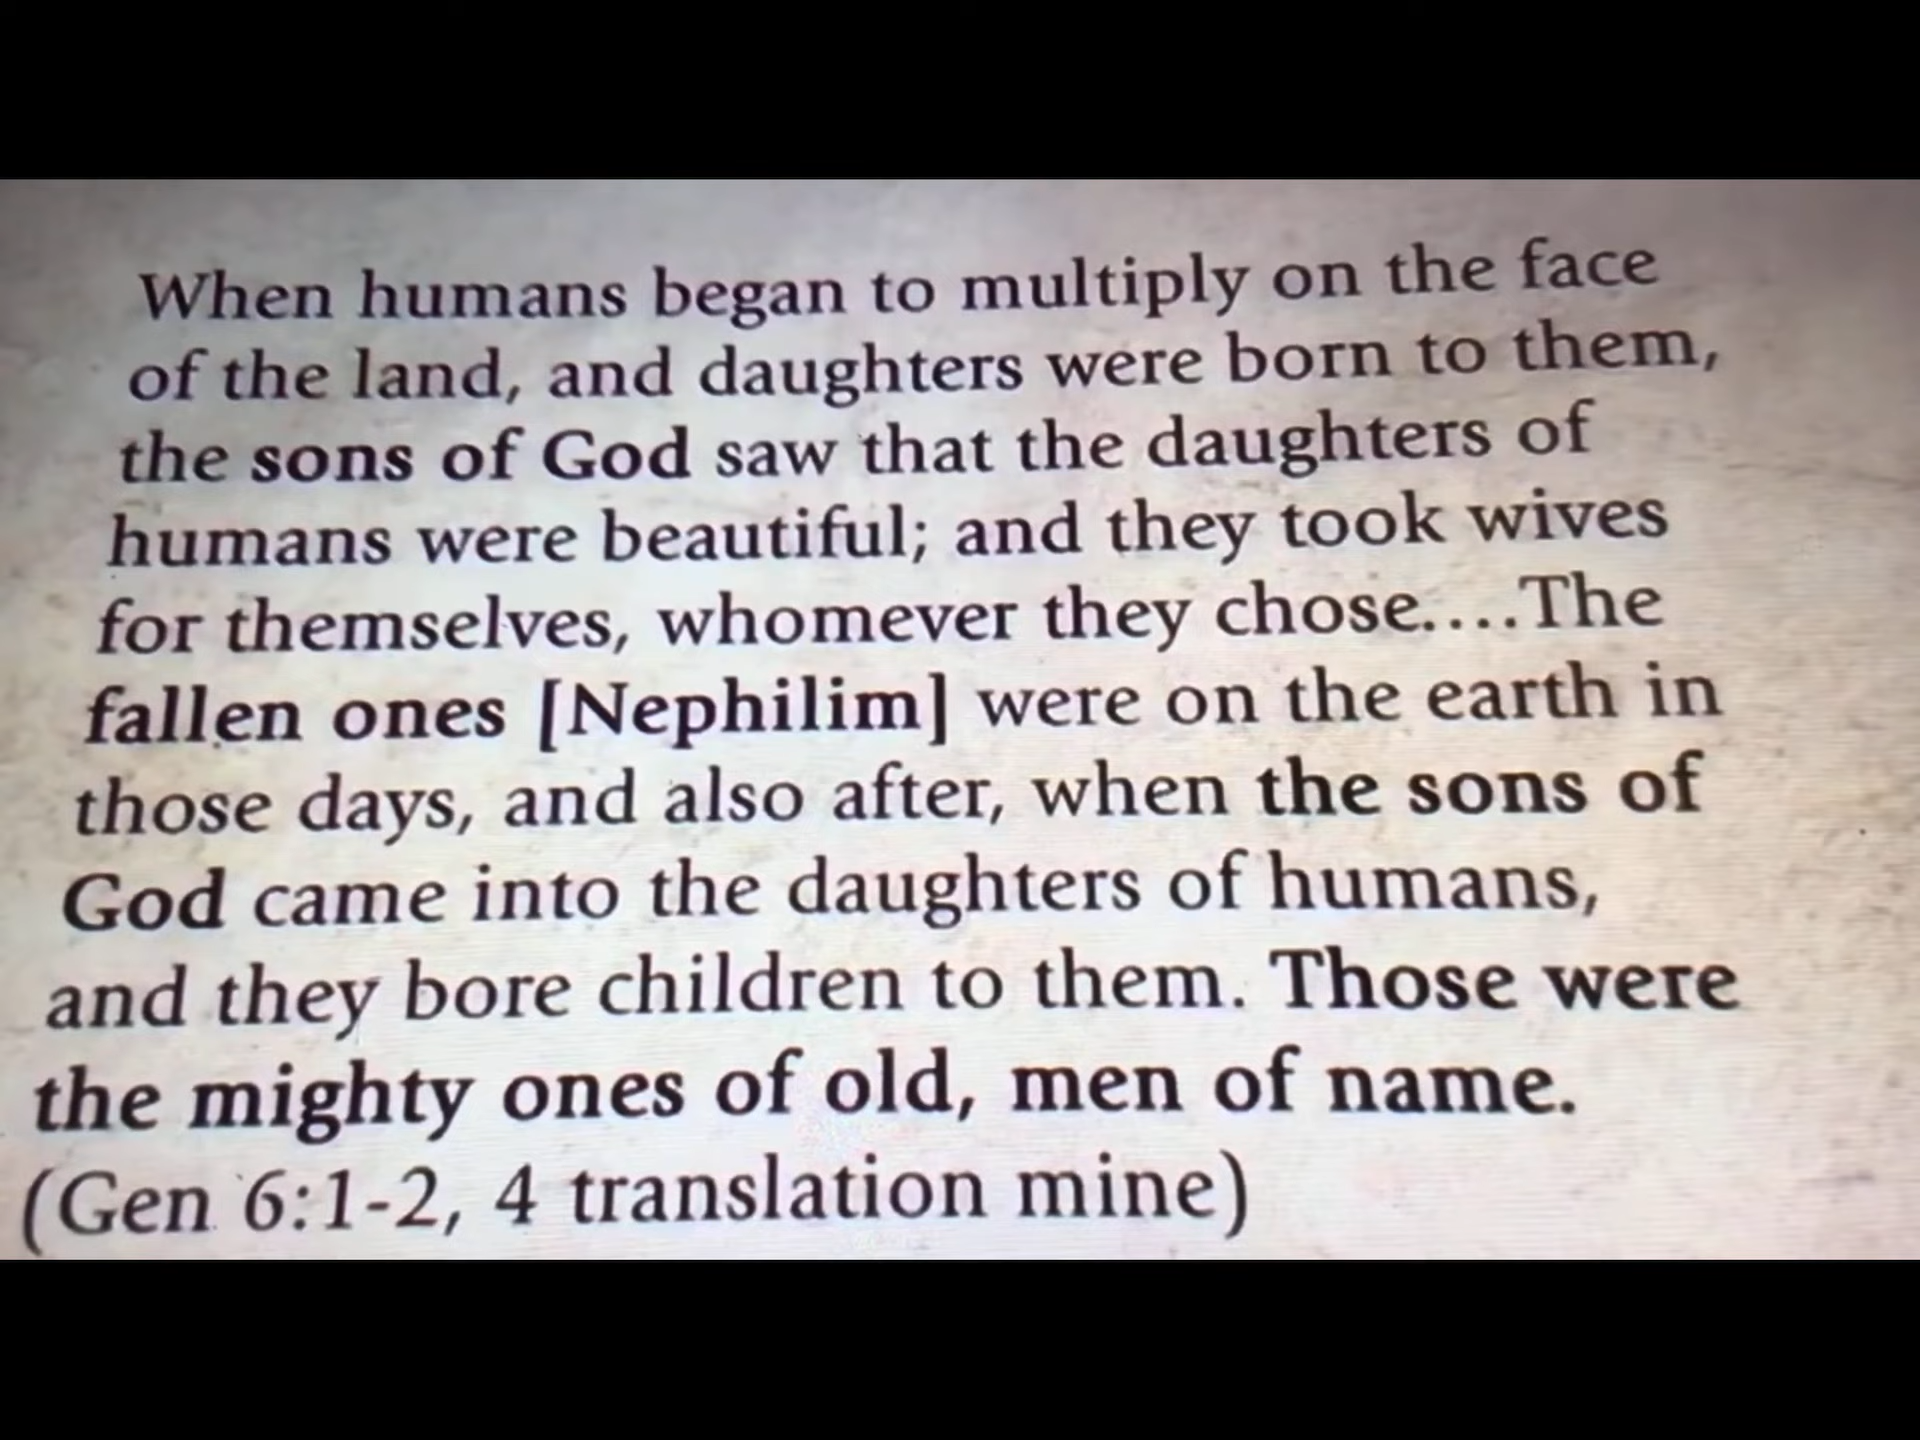 When humans began to multiply on the face
of the land, and daughters were born to them,
the sons of God saw that the daughters of
humans were beautiful; and they took wives
for themselves, whomever they chose....The
fallen ones [Nephilim] were on the earth in
those days, and also after, when the sons of
God came into the daughters of humans,
and they bore children to them. Those were
the mighty ones of old, men of name.
(Gen 6:1-2, 4 translation mine)